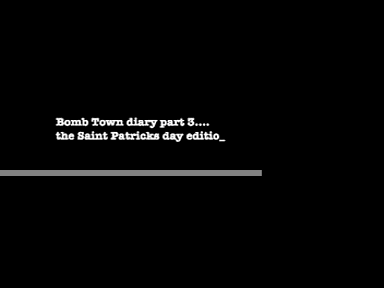 Bomb Town diary part 3....
the Saint Patricks day editio_